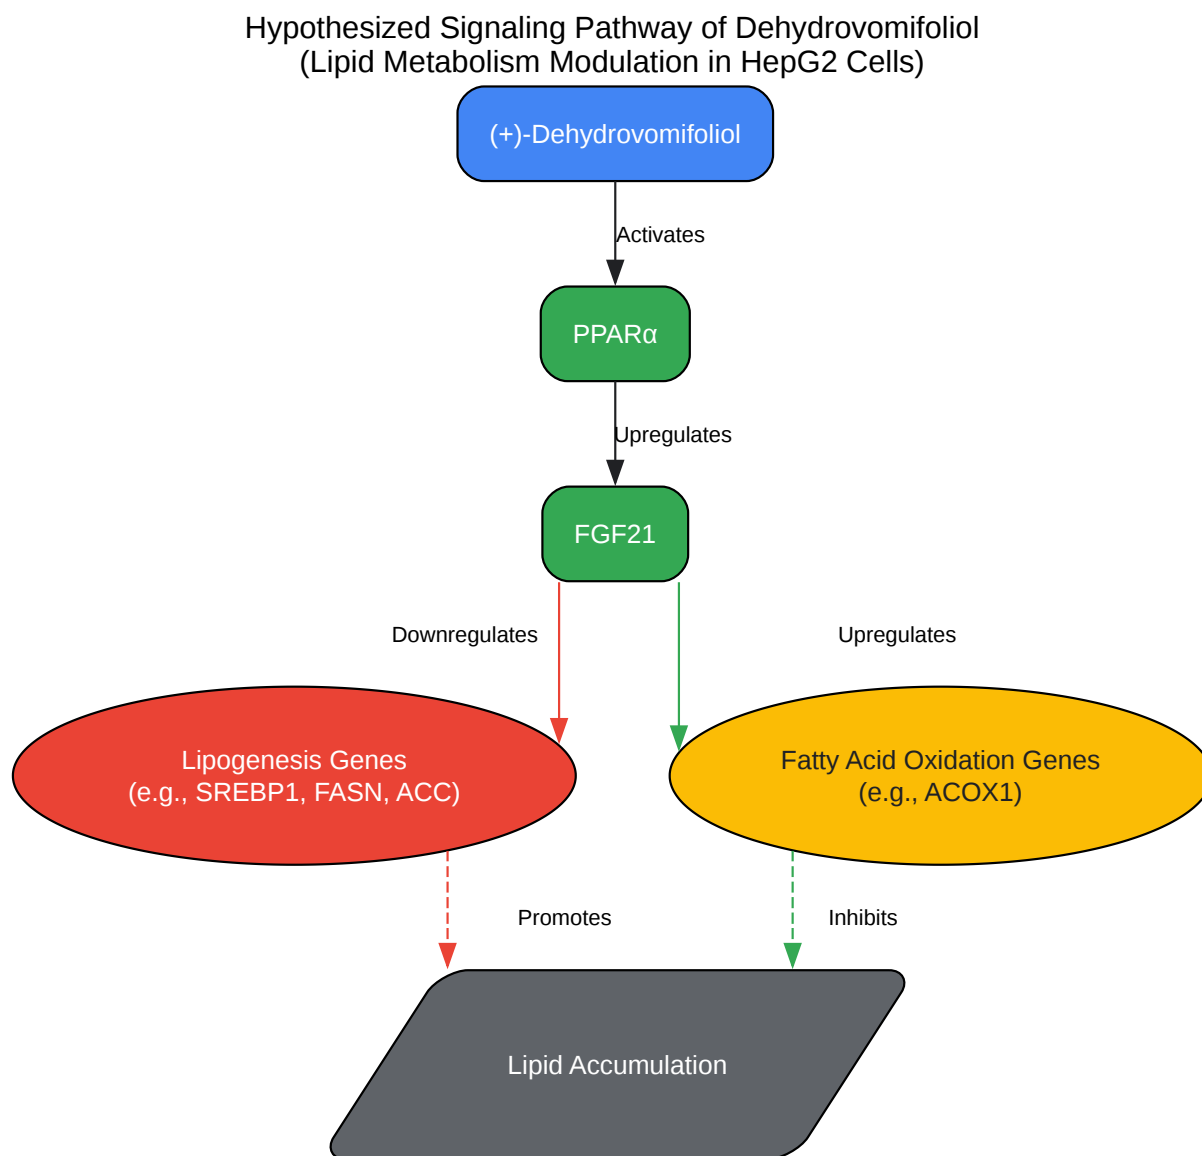 Hypothesized Signaling Pathway of Dehydrovomifoliol
(Lipid Metabolism Modulation in HepG2 Cells)
(+)-Dehydrovomifoliol
Activates
PPARα
Upregulates
FGF21
Downregulates
Upregulates
Lipogenesis Genes
(e.g., SREBP1, FASN, ACC)
Fatty Acid Oxidation Genes
(e.g., ACOX1)
Promotes
Inhibits
Lipid Accumulation